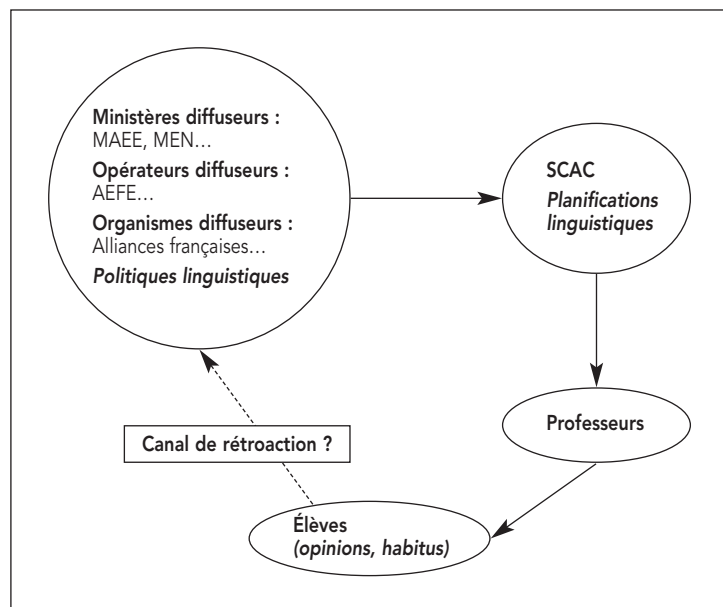 Ministères diffuseurs :
MAEE, MEN...
Opérateurs diffuseurs :
AEFE...
Organismes diffuseurs :
Alliances françaises...
Politiques linguistiques
SCAC
Planifications
linguistiques
Professeurs
Canal de rétroaction ?
Élèves
(opinions, habitus)